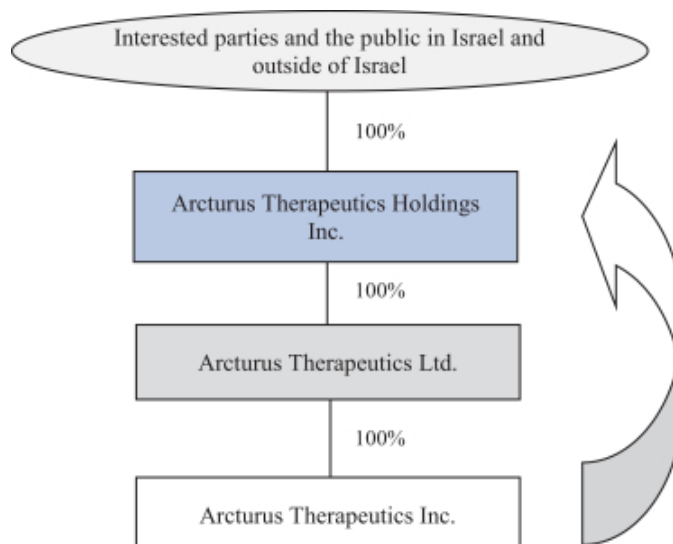 Interested parties and the public in Israel and
outside of Israel
100%
Arcturus Therapeutics Holdings
Inc.
100%
Arcturus Therapeutics Ltd.
100%
Arcturus Therapeutics Inc.